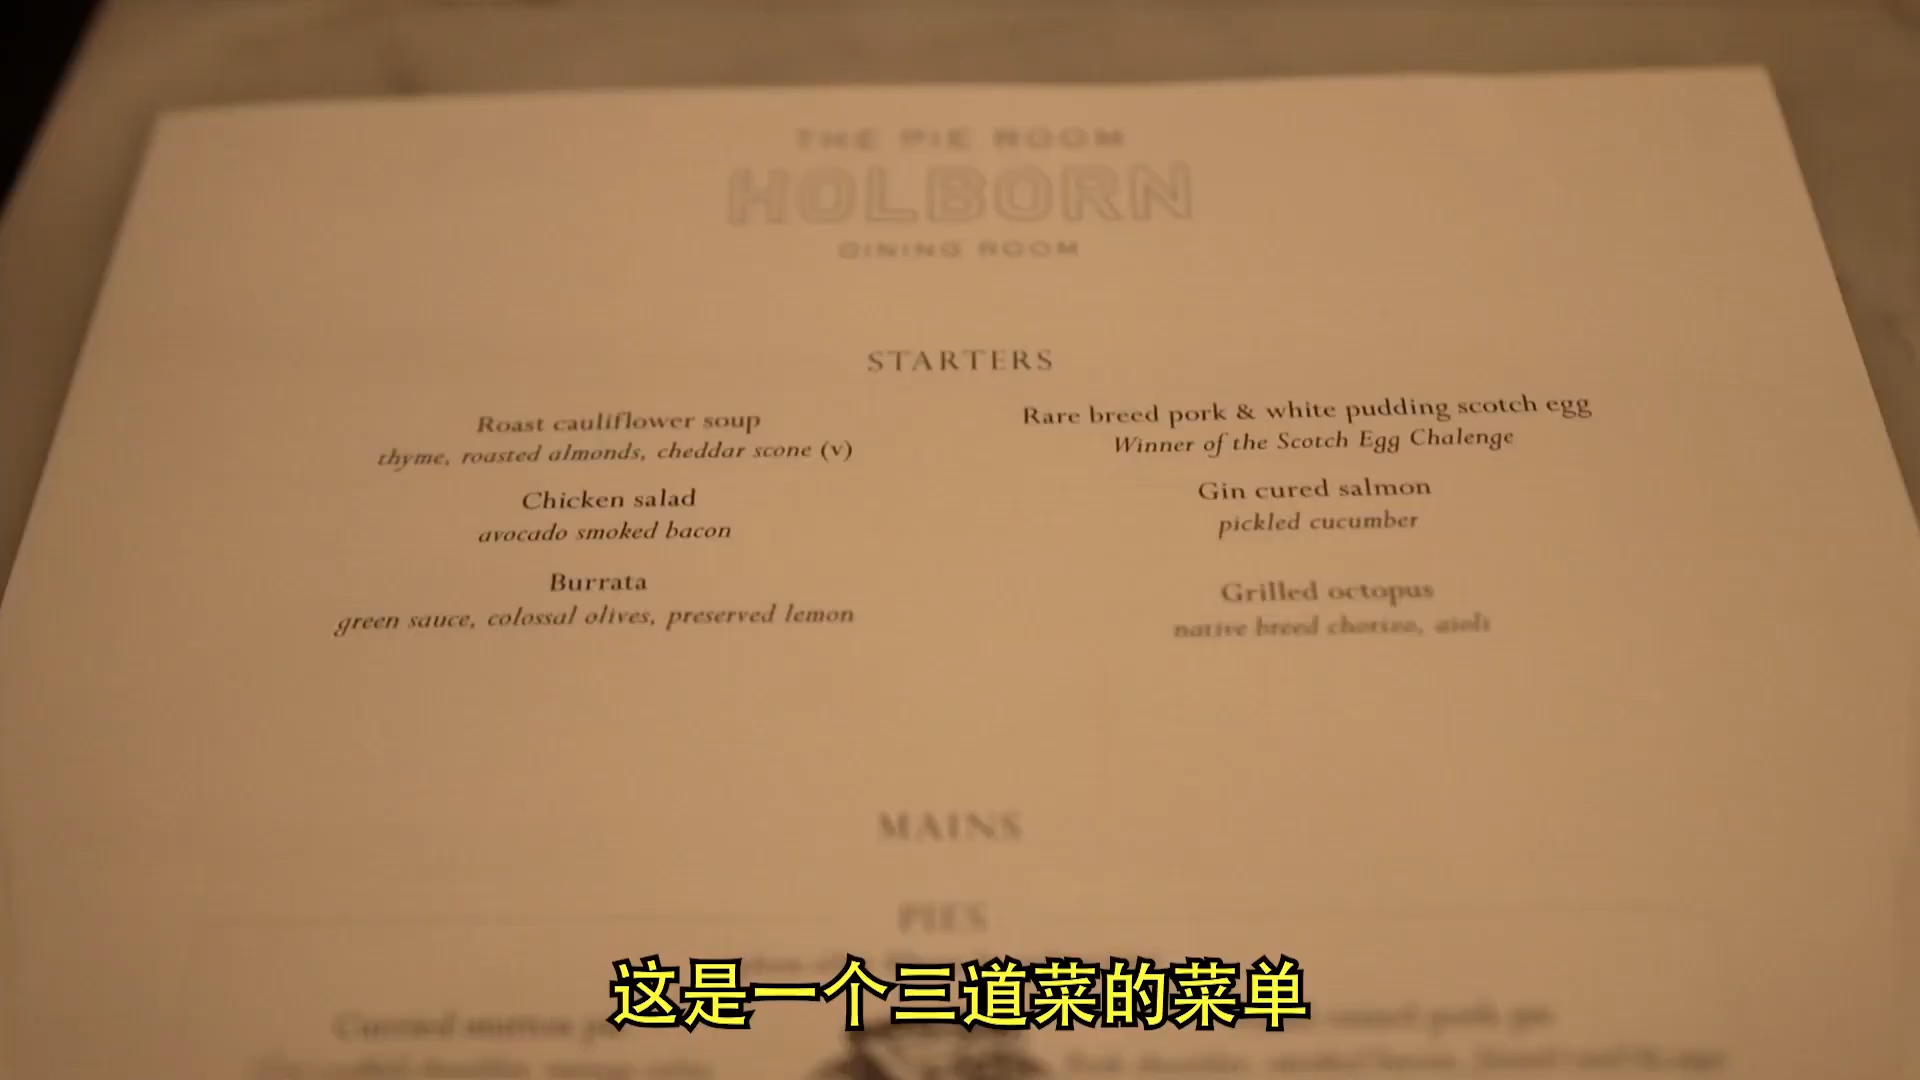 THE PIE ROOM
HOLBORN
DINING ROOM
STARTERS
Roast cauliflower soup
thyme, roasted almonds, cheddar scone (v)
Chicken salad
avocado smoked bacon
Burrata
green sauce, colossal olives, preserved lemon
Rare breed pork & white pudding scotch egg
Winner of the Scotch Egg Chalenge
Gin cured salmon
pickled cucumber
Grilled octopus
native breed chorizo, aioli
MAINS
PIES
Curried mutton
这是一个三道菜的菜单